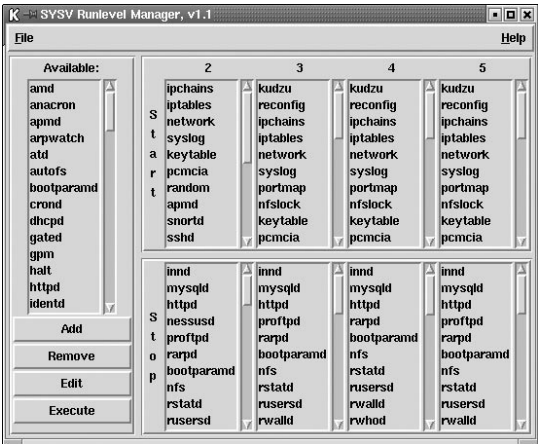 SYSV Runlevel Manager, v1.1
File
Help
Available:
amd
anacron
apmd
arpwatch
atd
autofs
bootparamd
crond
dhcpd
gated
gpm
halt
httpd
identd
Add
Remove
Edit
Execute
Start
2
ipchains
iptables
network
syslog
keytable
pcmcia
random
apmd
snortd
sshd
3
kudzu
reconfig
ipchains
iptables
network
syslog
portmap
nfslock
keytable
pcmcia
4
kudzu
reconfig
ipchains
iptables
network
syslog
portmap
nfslock
keytable
pcmcia
5
kudzu
reconfig
ipchains
iptables
network
syslog
portmap
nfslock
keytable
pcmcia
Stop
innd
mysqld
httpd
nessusd
proftpd
rarpd
bootparamd
nfs
rstatd
rusersd
innd
mysqld
httpd
proftpd
rarpd
bootparamd
nfs
rstatd
rusersd
rwalld
innd
mysqld
httpd
rarpd
bootparamd
nfs
rstatd
rusersd
rwalld
rwhod
innd
mysqld
httpd
proftpd
rarpd
bootparamd
nfs
rstatd
rusersd
rwalld